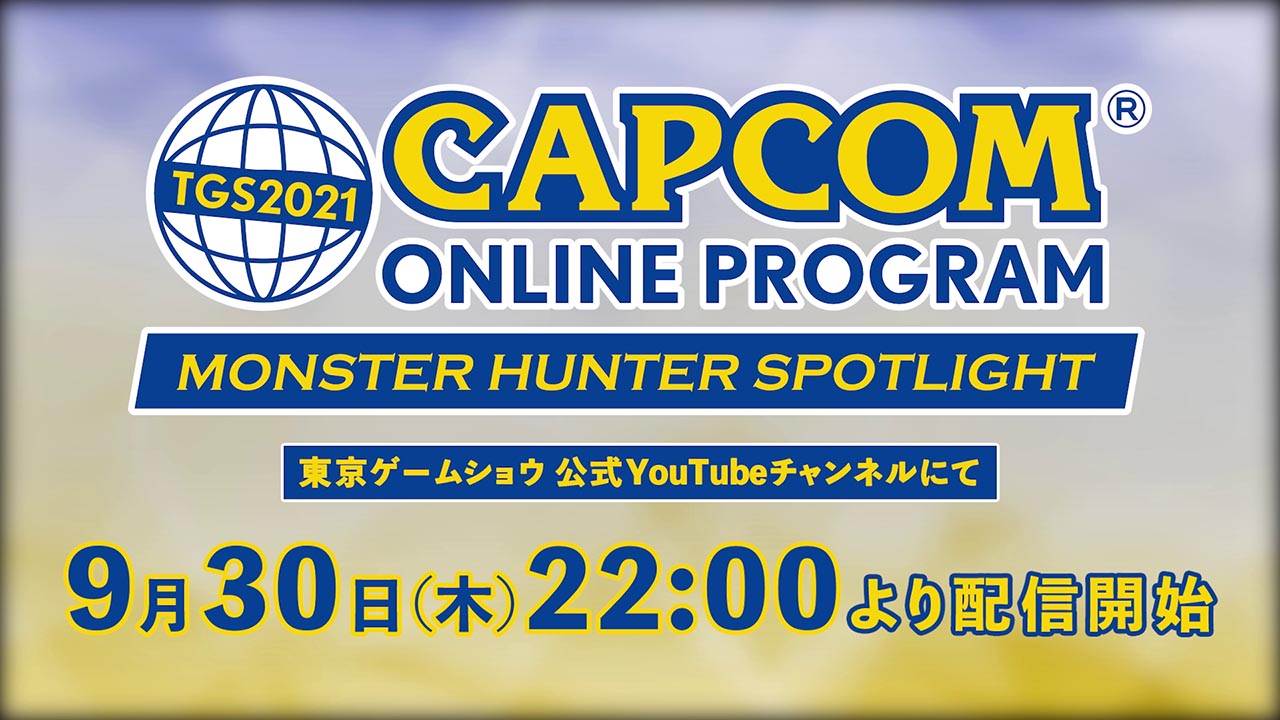 TGS2021
CAPCOM®
ONLINE PROGRAM
MONSTER HUNTER SPOTLIGHT
東京ゲームショウ 公式YouTubeチャンネルにて
9月30日(木)22:00より配信開始